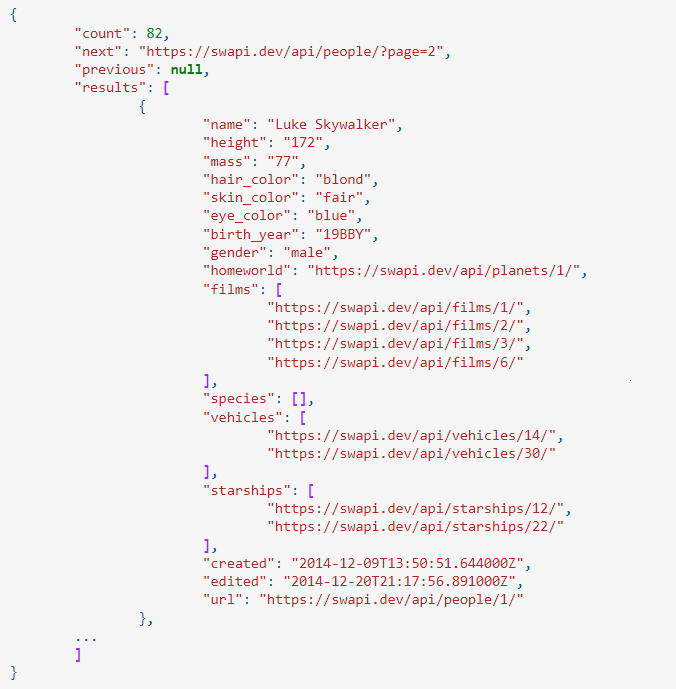 {
"count": 82,
"next": "https://swapi.dev/api/people/?page=2",
"previous": null,
"results": [
{
"name": "Luke Skywalker",
"height": "172",
"mass": "77",
"hair_color": "blond",
"skin_color": "fair",
"eye_color": "blue",
"birth_year": "19BBY",
"gender": "male",
"homeworld": "https://swapi.dev/api/planets/1/",
"films": [
"https://swapi.dev/api/films/1/",
"https://swapi.dev/api/films/2/",
"https://swapi.dev/api/films/3/",
"https://swapi.dev/api/films/6/"
],
"species": [],
"vehicles": [
"https://swapi.dev/api/vehicles/14/",
"https://swapi.dev/api/vehicles/30/"
],
"starships": [
"https://swapi.dev/api/starships/12/",
"https://swapi.dev/api/starships/22/"
],
"created": "2014-12-09T13:50:51.644000Z",
"edited": "2014-12-20T21:17:56.891000Z",
"url": "https://swapi.dev/api/people/1/"
},
...
]
}